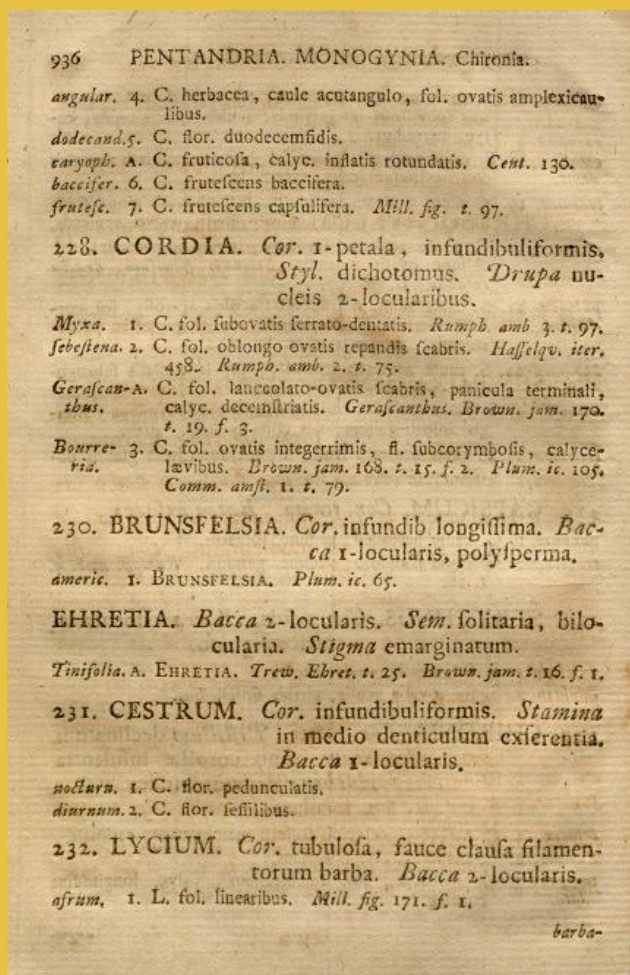 936 PENTANDRIA. MONOGYNIA. Chironia.
angular. 4. C. herbacea, caule acutangulo, fol. ovatis amplexicau-
libus.
dodecand. 5. C. flor. duodecemfidis.
caryoph. A. C. fruticoſa, calyc. inflatis rotundatis. Cent. 130.
baccifer. 6. C. fruteſcens baccifera.
fruteſc. 7. C. fruteſcens capſulifera. Mill. fig. t. 97.
228. CORDIA. Cor. 1-petala, infundibuliformis.
Styl. dichotomus. Drupa nu-
cleis 2-locularibus.
Myxa. 1. C. fol. ſubovatis ſerrato-dentatis. Rumph. amb 3. t. 97.
ſebeſtena. 2. C. fol. oblongo ovatis repandis ſcabris. Haſſelqv. iter.
458. Rumph. amb. 2. t. 75.
Geraſcan- A. C. fol. lanceolato-ovatis ſcabris, panicula terminali,
thus. calyc. decemſtriatis. Geraſcanthus. Brown. jam. 170.
t. 19. f. 3.
Bourre- 3. C. fol. ovatis integerrimis, fl. ſubcorymboſis, calyce-
ria. lævibus. Brown. jam. 168. t. 15. f. 2. Plum. ic. 105.
Comm. amſt. 1. t. 79.
230. BRUNSFELSIA. Cor. infundib longiſſima. Bac-
ca 1-locularis, polyſperma.
americ. 1. BRUNSFELSIA. Plum. ic. 65.
EHRETIA. Bacca 2-locularis. Sem. ſolitaria, bilo-
cularia. Stigma emarginatum.
Tinifolia. A. EHRETIA. Trew. Ehret. t. 25. Brown. jam. t. 16. f. 1.
231. CESTRUM. Cor. infundibuliformis. Stamina
in medio denticulum exſerentia.
Bacca 1-locularis.
nocturn. 1. C. flor. pedunculatis.
diurnum. 2. C. flor. ſeſſilibus.
232. LYCIUM. Cor. tubuloſa, fauce clauſa filamen-
torum barba. Bacca 2-locularis.
afrum. 1. L. fol. linearibus. Mill. fig. 171. f. 1.
barba-